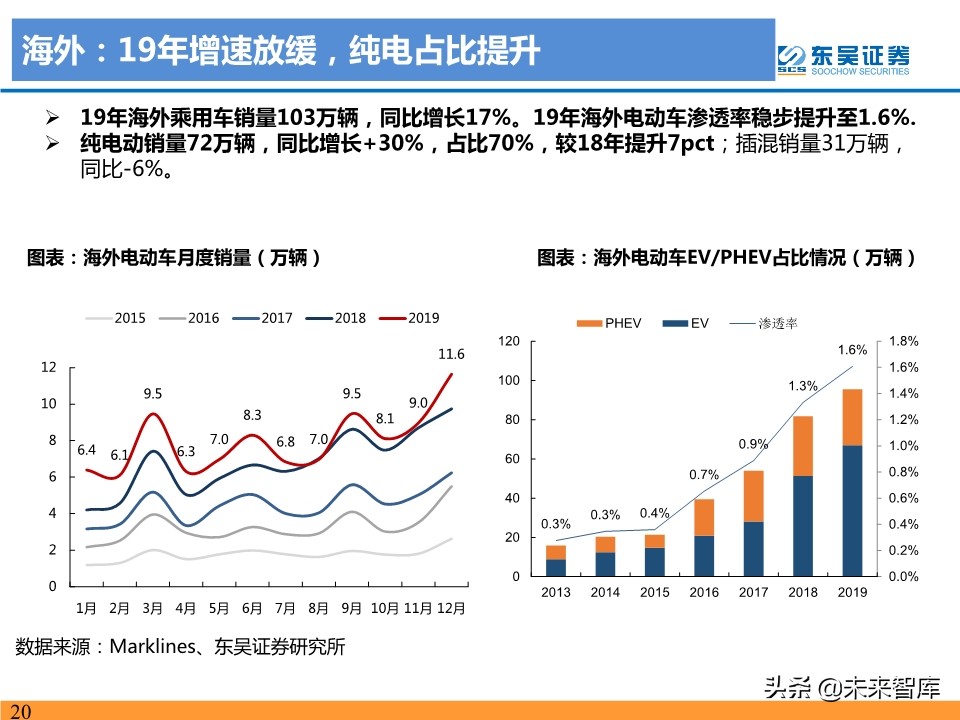 海外：19年增速放缓，纯电占比提升
SCS 东吴证券
SOOCHOW SECURITIES
➢ 19年海外乘用车销量103万辆，同比增长17%。19年海外电动车渗透率稳步提升至1.6%.
➢ 纯电动销量72万辆，同比增长+30%，占比70%，较18年提升7pct；插混销量31万辆，
同比-6%。
图表：海外电动车月度销量（万辆）
2015 2016 2017 2018 2019
12
10
8
6
4
2
0
6.4 6.1 9.5 6.3 7.0 8.3 6.8 7.0 9.5 8.1 9.0 11.6
1月 2月 3月 4月 5月 6月 7月 8月 9月 10月 11月 12月
图表：海外电动车EV/PHEV占比情况（万辆）
PHEV EV 渗透率
120
100
80
60
40
20
0
0.3% 0.3% 0.4% 0.7% 0.9% 1.3% 1.6%
1.8%
1.6%
1.4%
1.2%
1.0%
0.8%
0.6%
0.4%
0.2%
0.0%
2013 2014 2015 2016 2017 2018 2019
数据来源：Marklines、东吴证券研究所
头条 @未来智库
20